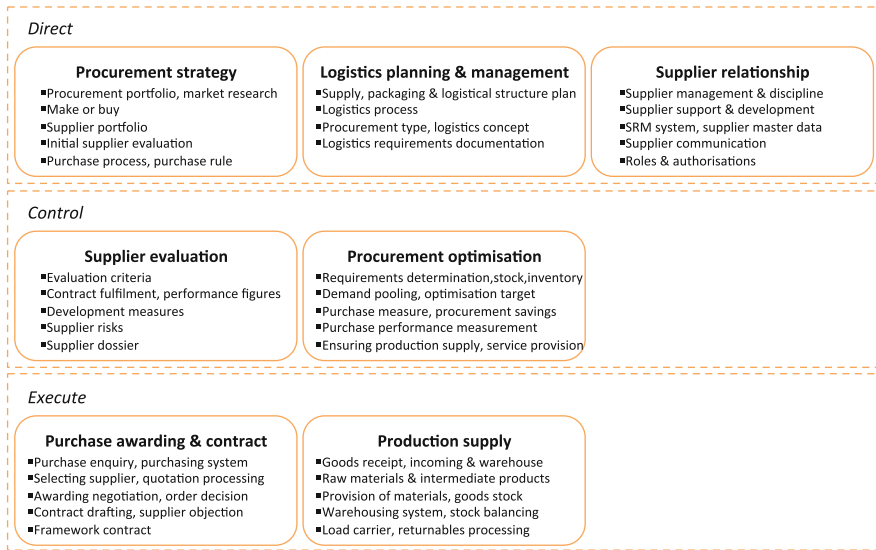 Direct
Procurement strategy
▪Procurement portfolio, market research
▪Make or buy
▪Supplier portfolio
▪Initial supplier evaluation
▪Purchase process, purchase rule
Logistics planning & management
▪Supply, packaging & logistical structure plan
▪Logistics process
▪Procurement type, logistics concept
▪Logistics requirements documentation
Supplier relationship
▪Supplier management & discipline
▪Supplier support & development
▪SRM system, supplier master data
▪Supplier communication
▪Roles & authorisations
Control
Supplier evaluation
▪Evaluation criteria
▪Contract fulfilment, performance figures
▪Development measures
▪Supplier risks
▪Supplier dossier
Procurement optimisation
▪Requirements determination,stock,inventory
▪Demand pooling, optimisation target
▪Purchase measure, procurement savings
▪Purchase performance measurement
▪Ensuring production supply, service provision
Execute
Purchase awarding & contract
▪Purchase enquiry, purchasing system
▪Selecting supplier, quotation processing
▪Awarding negotiation, order decision
▪Contract drafting, supplier objection
▪Framework contract
Production supply
▪Goods receipt, incoming & warehouse
▪Raw materials & intermediate products
▪Provision of materials, goods stock
▪Warehousing system, stock balancing
▪Load carrier, returnables processing